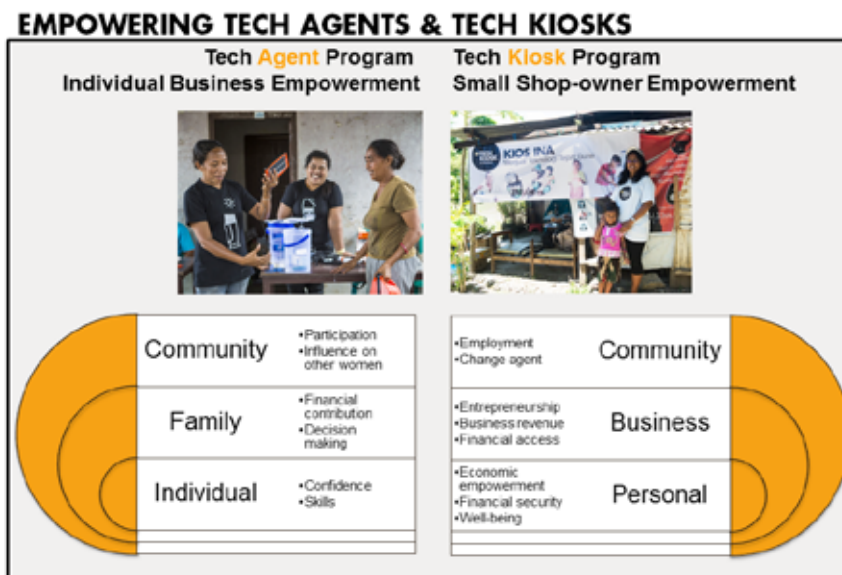 EMPOWERING TECH AGENTS & TECH KIOSKS
Tech Agent Program
Individual Business Empowerment
Tech Kiosk Program
Small Shop-owner Empowerment
KIOS INA
Community
•Participation
•Influence on
other women
Family
•Financial
contribution
•Decision
making
Individual
•Confidence
•Skills
•Employment
•Change agent
Community
•Entrepreneurship
•Business revenue
•Financial access
Business
•Economic
empowerment
•Financial security
•Well-being
Personal